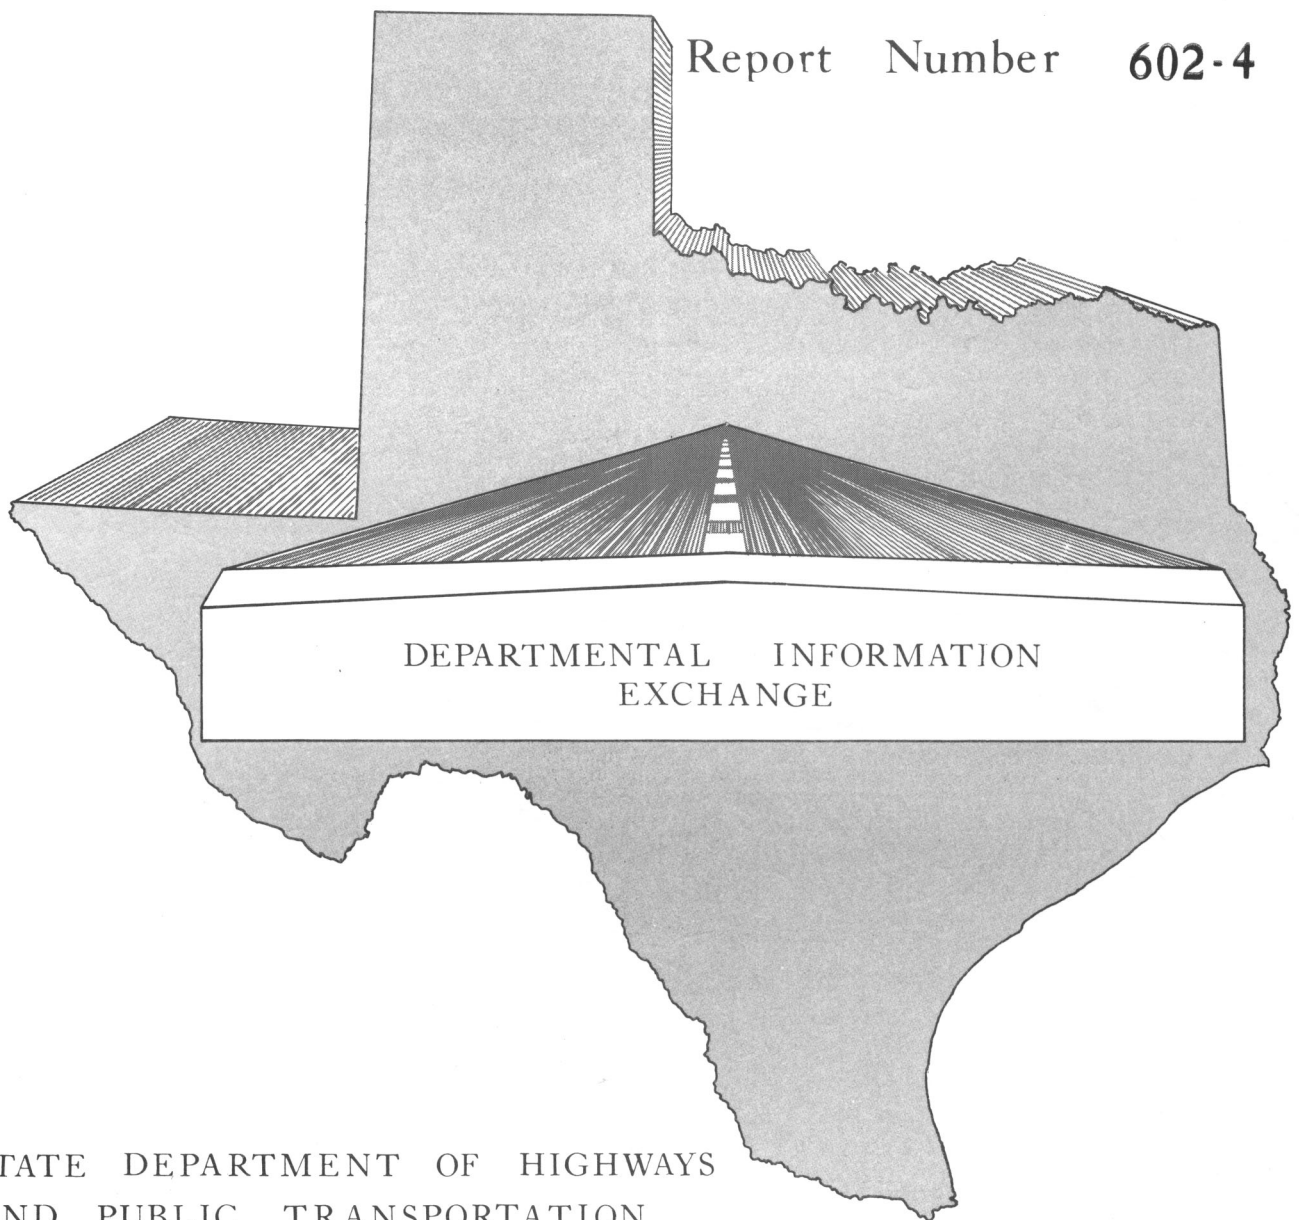 Report Number 602-4
DEPARTMENTAL INFORMATION
EXCHANGE
TATE DEPARTMENT OF HIGHWAYS
ND PUBLIC TRANSPORTATION